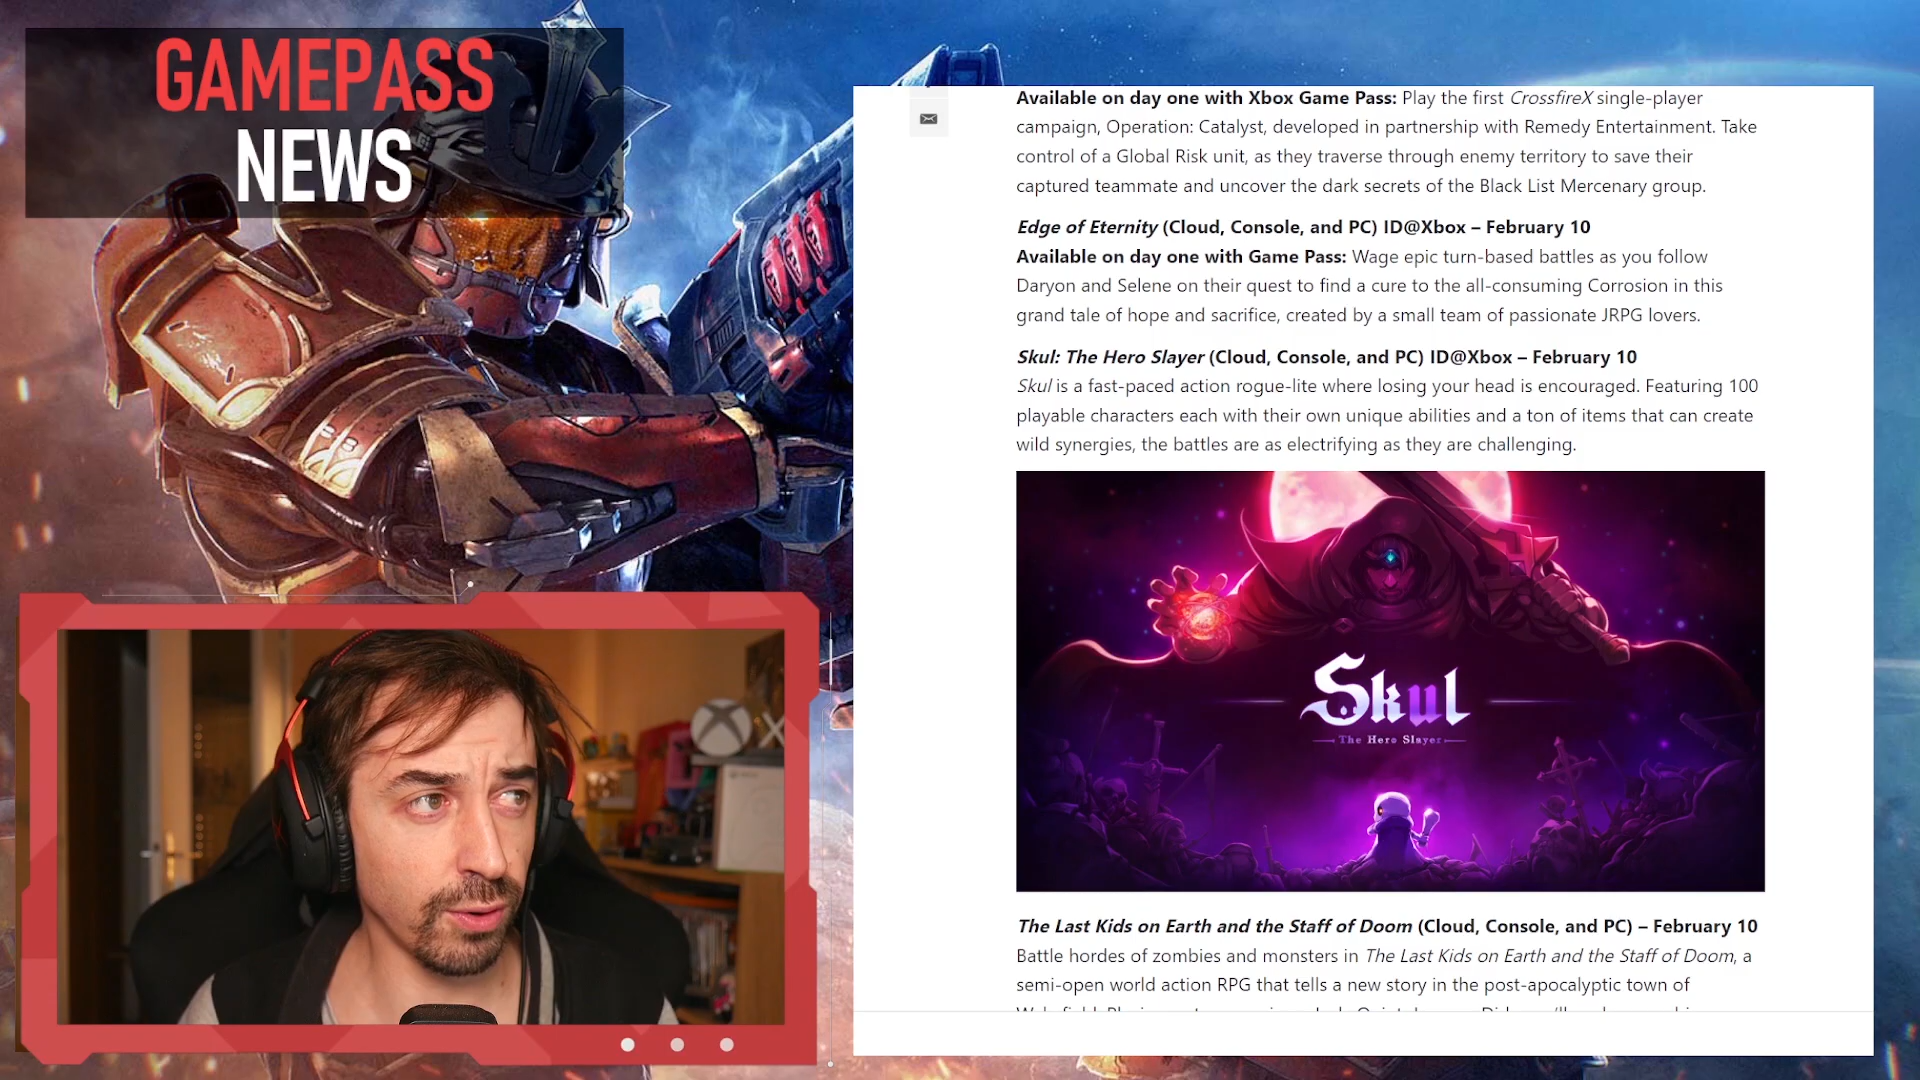 GAMEPASS
NEWS
Available on day one with Xbox Game Pass: Play the first CrossfireX single-player
campaign, Operation: Catalyst, developed in partnership with Remedy Entertainment. Take
control of a Global Risk unit, as they traverse through enemy territory to save their
captured teammate and uncover the dark secrets of the Black List Mercenary group.
Edge of Eternity (Cloud, Console, and PC) ID@Xbox – February 10
Available on day one with Game Pass: Wage epic turn-based battles as you follow
Daryon and Selene on their quest to find a cure to the all-consuming Corrosion in this
grand tale of hope and sacrifice, created by a small team of passionate JRPG lovers.
Skul: The Hero Slayer (Cloud, Console, and PC) ID@Xbox – February 10
Skul is a fast-paced action rogue-lite where losing your head is encouraged. Featuring 100
playable characters each with their own unique abilities and a ton of items that can create
wild synergies, the battles are as electrifying as they are challenging.
Skul
The Hero Slayer
The Last Kids on Earth and the Staff of Doom (Cloud, Console, and PC) – February 10
Battle hordes of zombies and monsters in The Last Kids on Earth and the Staff of Doom, a
semi-open world action RPG that tells a new story in the post-apocalyptic town of